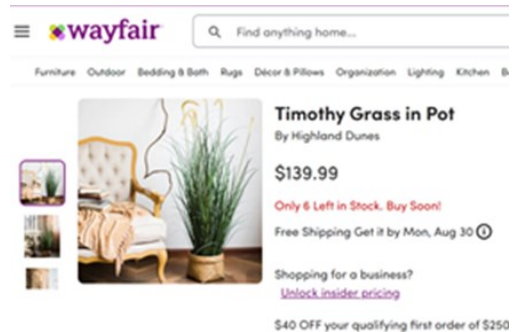 wayfair
Find anything home...
Furniture Outdoor Bedding & Bath Rugs Décor & Pillows Organization Lighting Kitchen
Timothy Grass in Pot
By Highland Dunes
$139.99
Only 6 Left in Stock. Buy Soon!
Free Shipping Get it by Mon, Aug 30
Shopping for a business?
Unlock insider pricing
$40 OFF your qualifying first order of $250